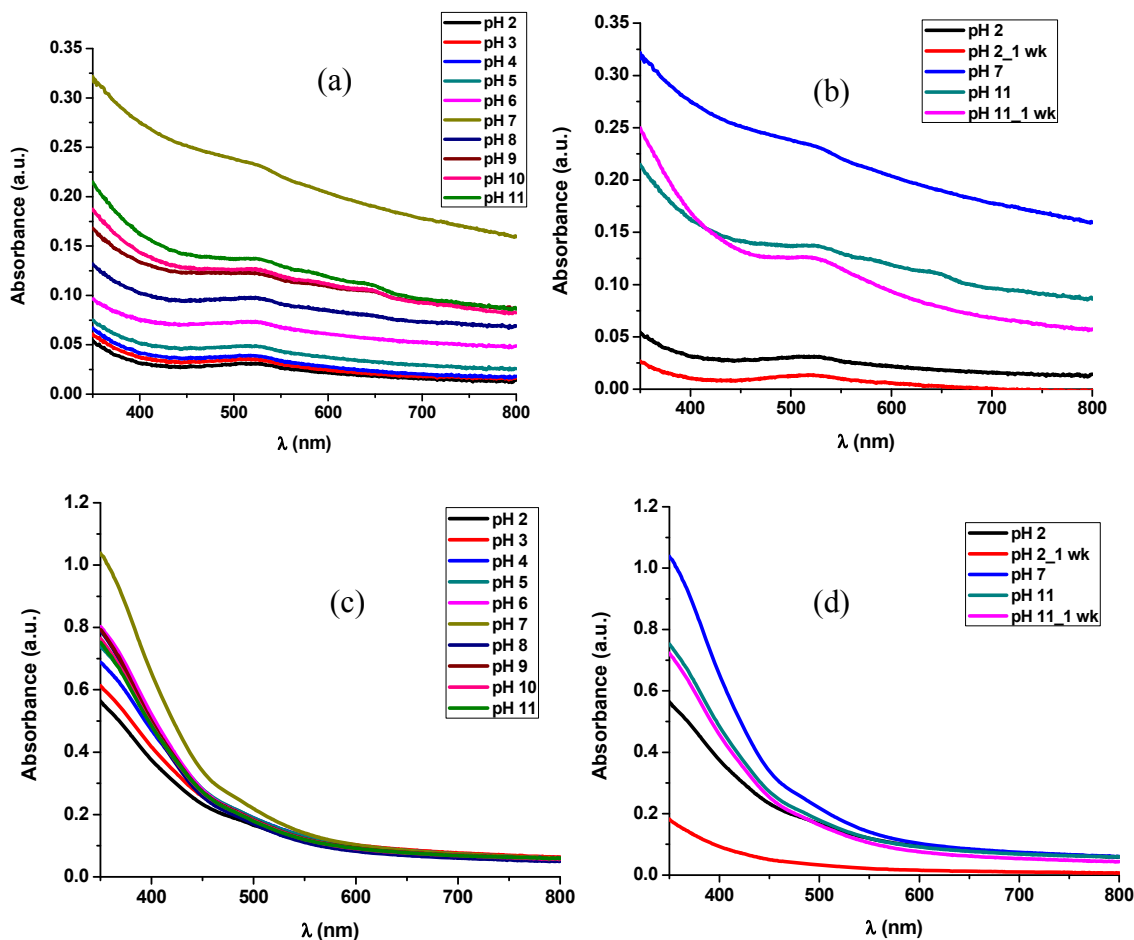 (a)
pH 2
pH 3
pH 4
pH 5
pH 6
pH 7
pH 8
pH 9
pH 10
pH 11
Absorbance (a.u.)
0.35
0.30
0.25
0.20
0.15
0.10
0.05
0.00
400 500 600 700 800
λ (nm)
(b)
pH 2
pH 2_1 wk
pH 7
pH 11
pH 11_1 wk
Absorbance (a.u.)
0.35
0.30
0.25
0.20
0.15
0.10
0.05
0.00
400 500 600 700 800
λ (nm)
(c)
pH 2
pH 3
pH 4
pH 5
pH 6
pH 7
pH 8
pH 9
pH 10
pH 11
Absorbance (a.u.)
1.2
1.0
0.8
0.6
0.4
0.2
0.0
400 500 600 700 800
λ (nm)
(d)
pH 2
pH 2_1 wk
pH 7
pH 11
pH 11_1 wk
Absorbance (a.u.)
1.2
1.0
0.8
0.6
0.4
0.2
0.0
400 500 600 700 800
λ (nm)